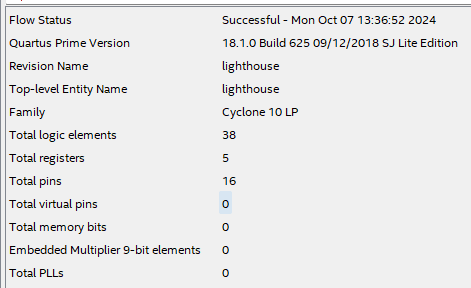 Flow Status Successful - Mon Oct 07 13:36:52 2024
Quartus Prime Version 18.1.0 Build 625 09/12/2018 SJ Lite Edition
Revision Name lighthouse
Top-level Entity Name lighthouse
Family Cyclone 10 LP
Total logic elements 38
Total registers 5
Total pins 16
Total virtual pins 0
Total memory bits 0
Embedded Multiplier 9-bit elements 0
Total PLLs 0